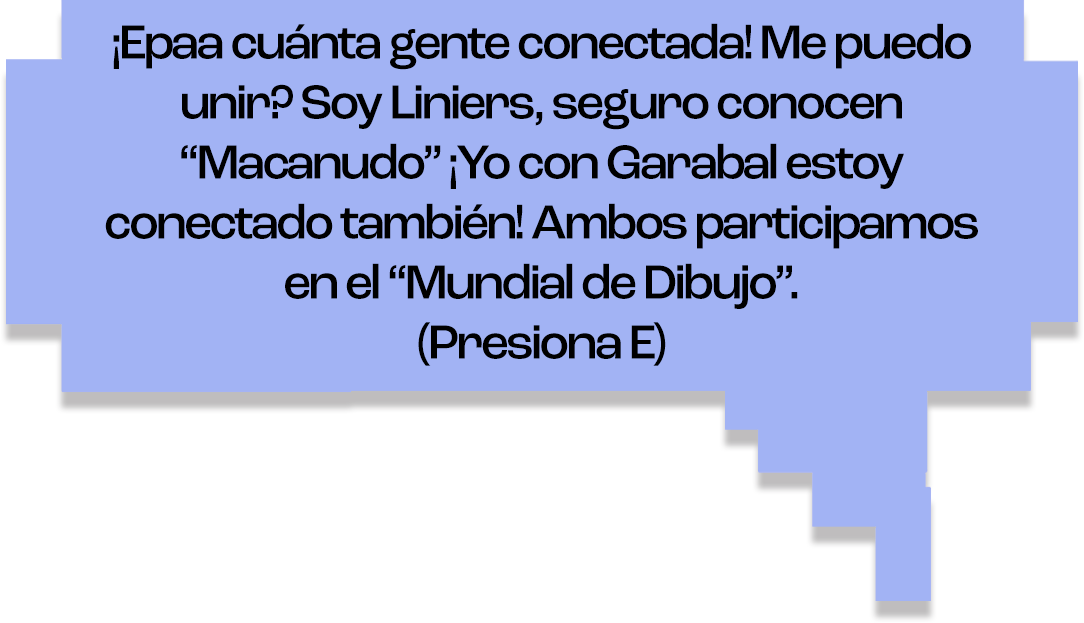 ¡Epaa cuánta gente conectada! Me puedo
unir? Soy Liniers, seguro conocen
“Macanudo” ¡Yo con Garabal estoy
conectado también! Ambos participamos
en el “Mundial de Dibujo”.
(Presiona E)